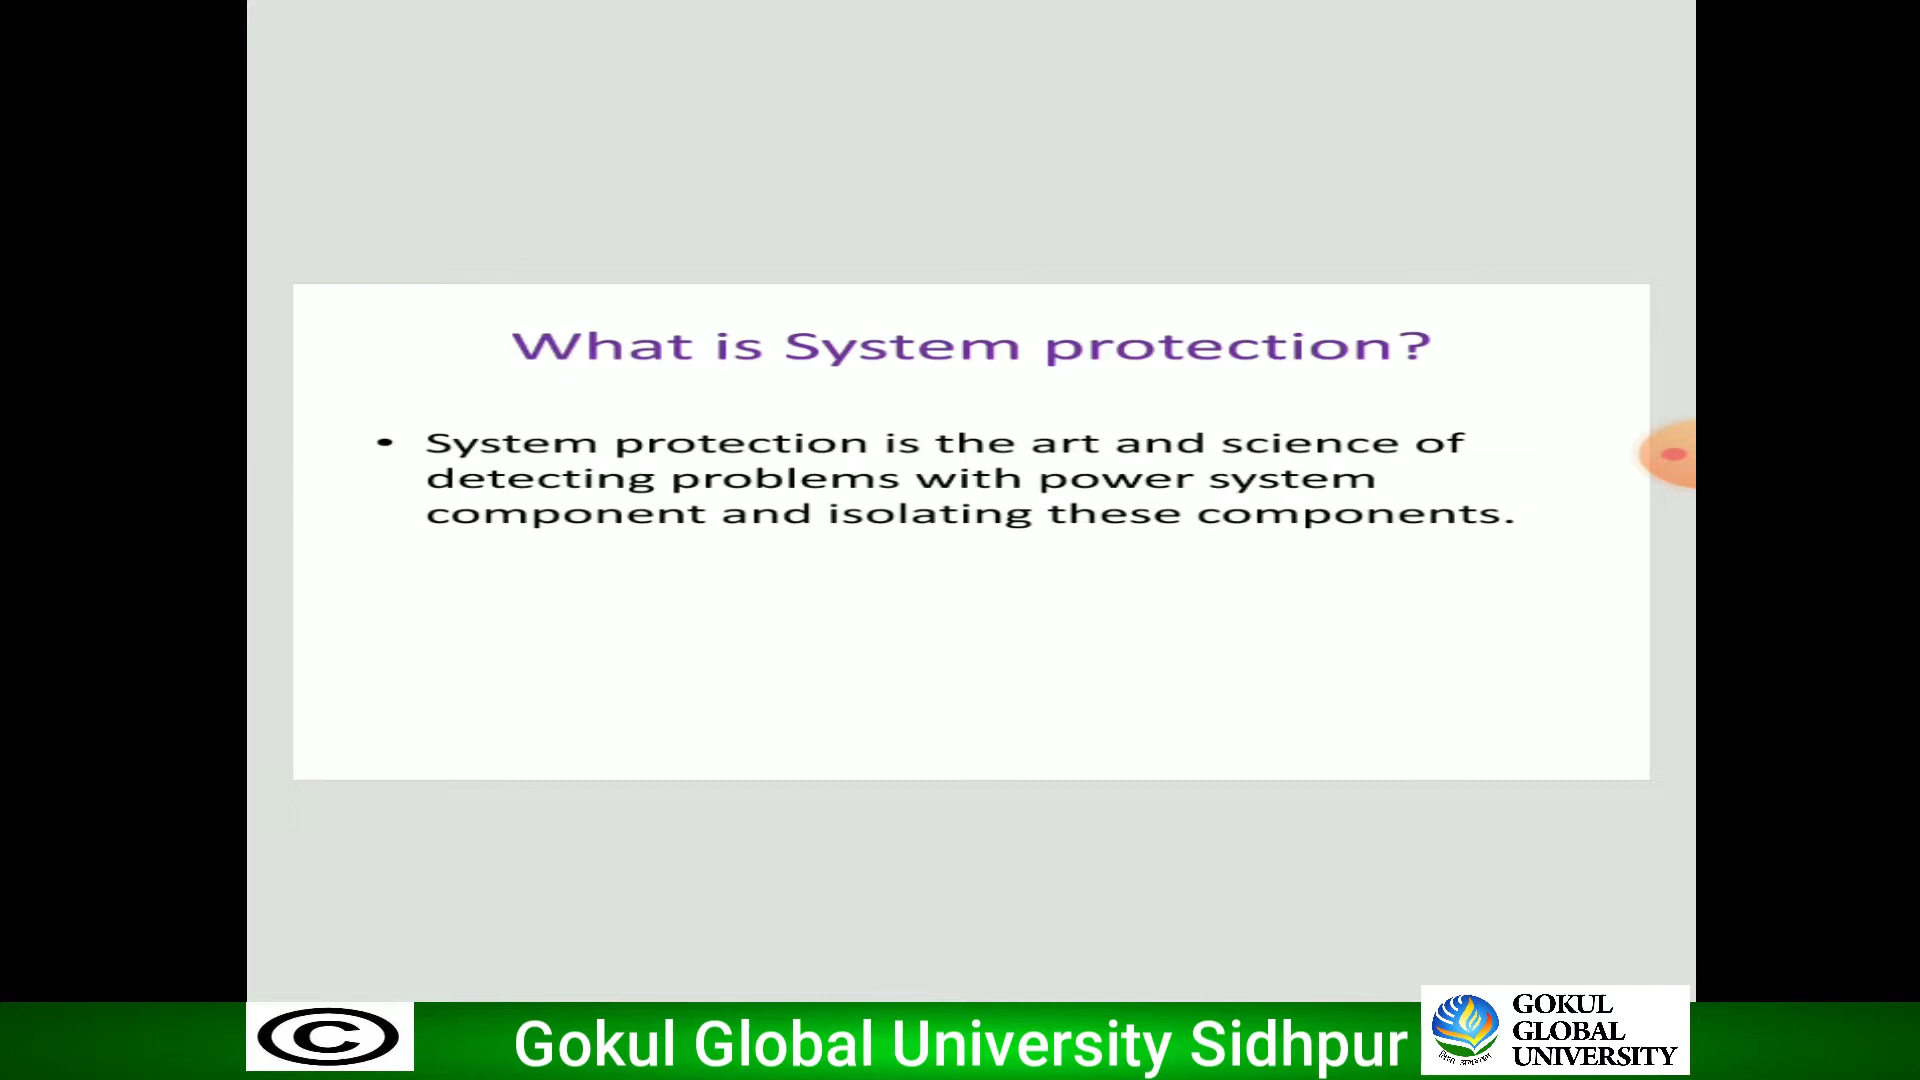 What is System protection?
• System protection is the art and science of
detecting problems with power system
component and isolating these components.
©
Gokul Global University Sidhpur
GOKUL
GLOBAL
UNIVERSITY